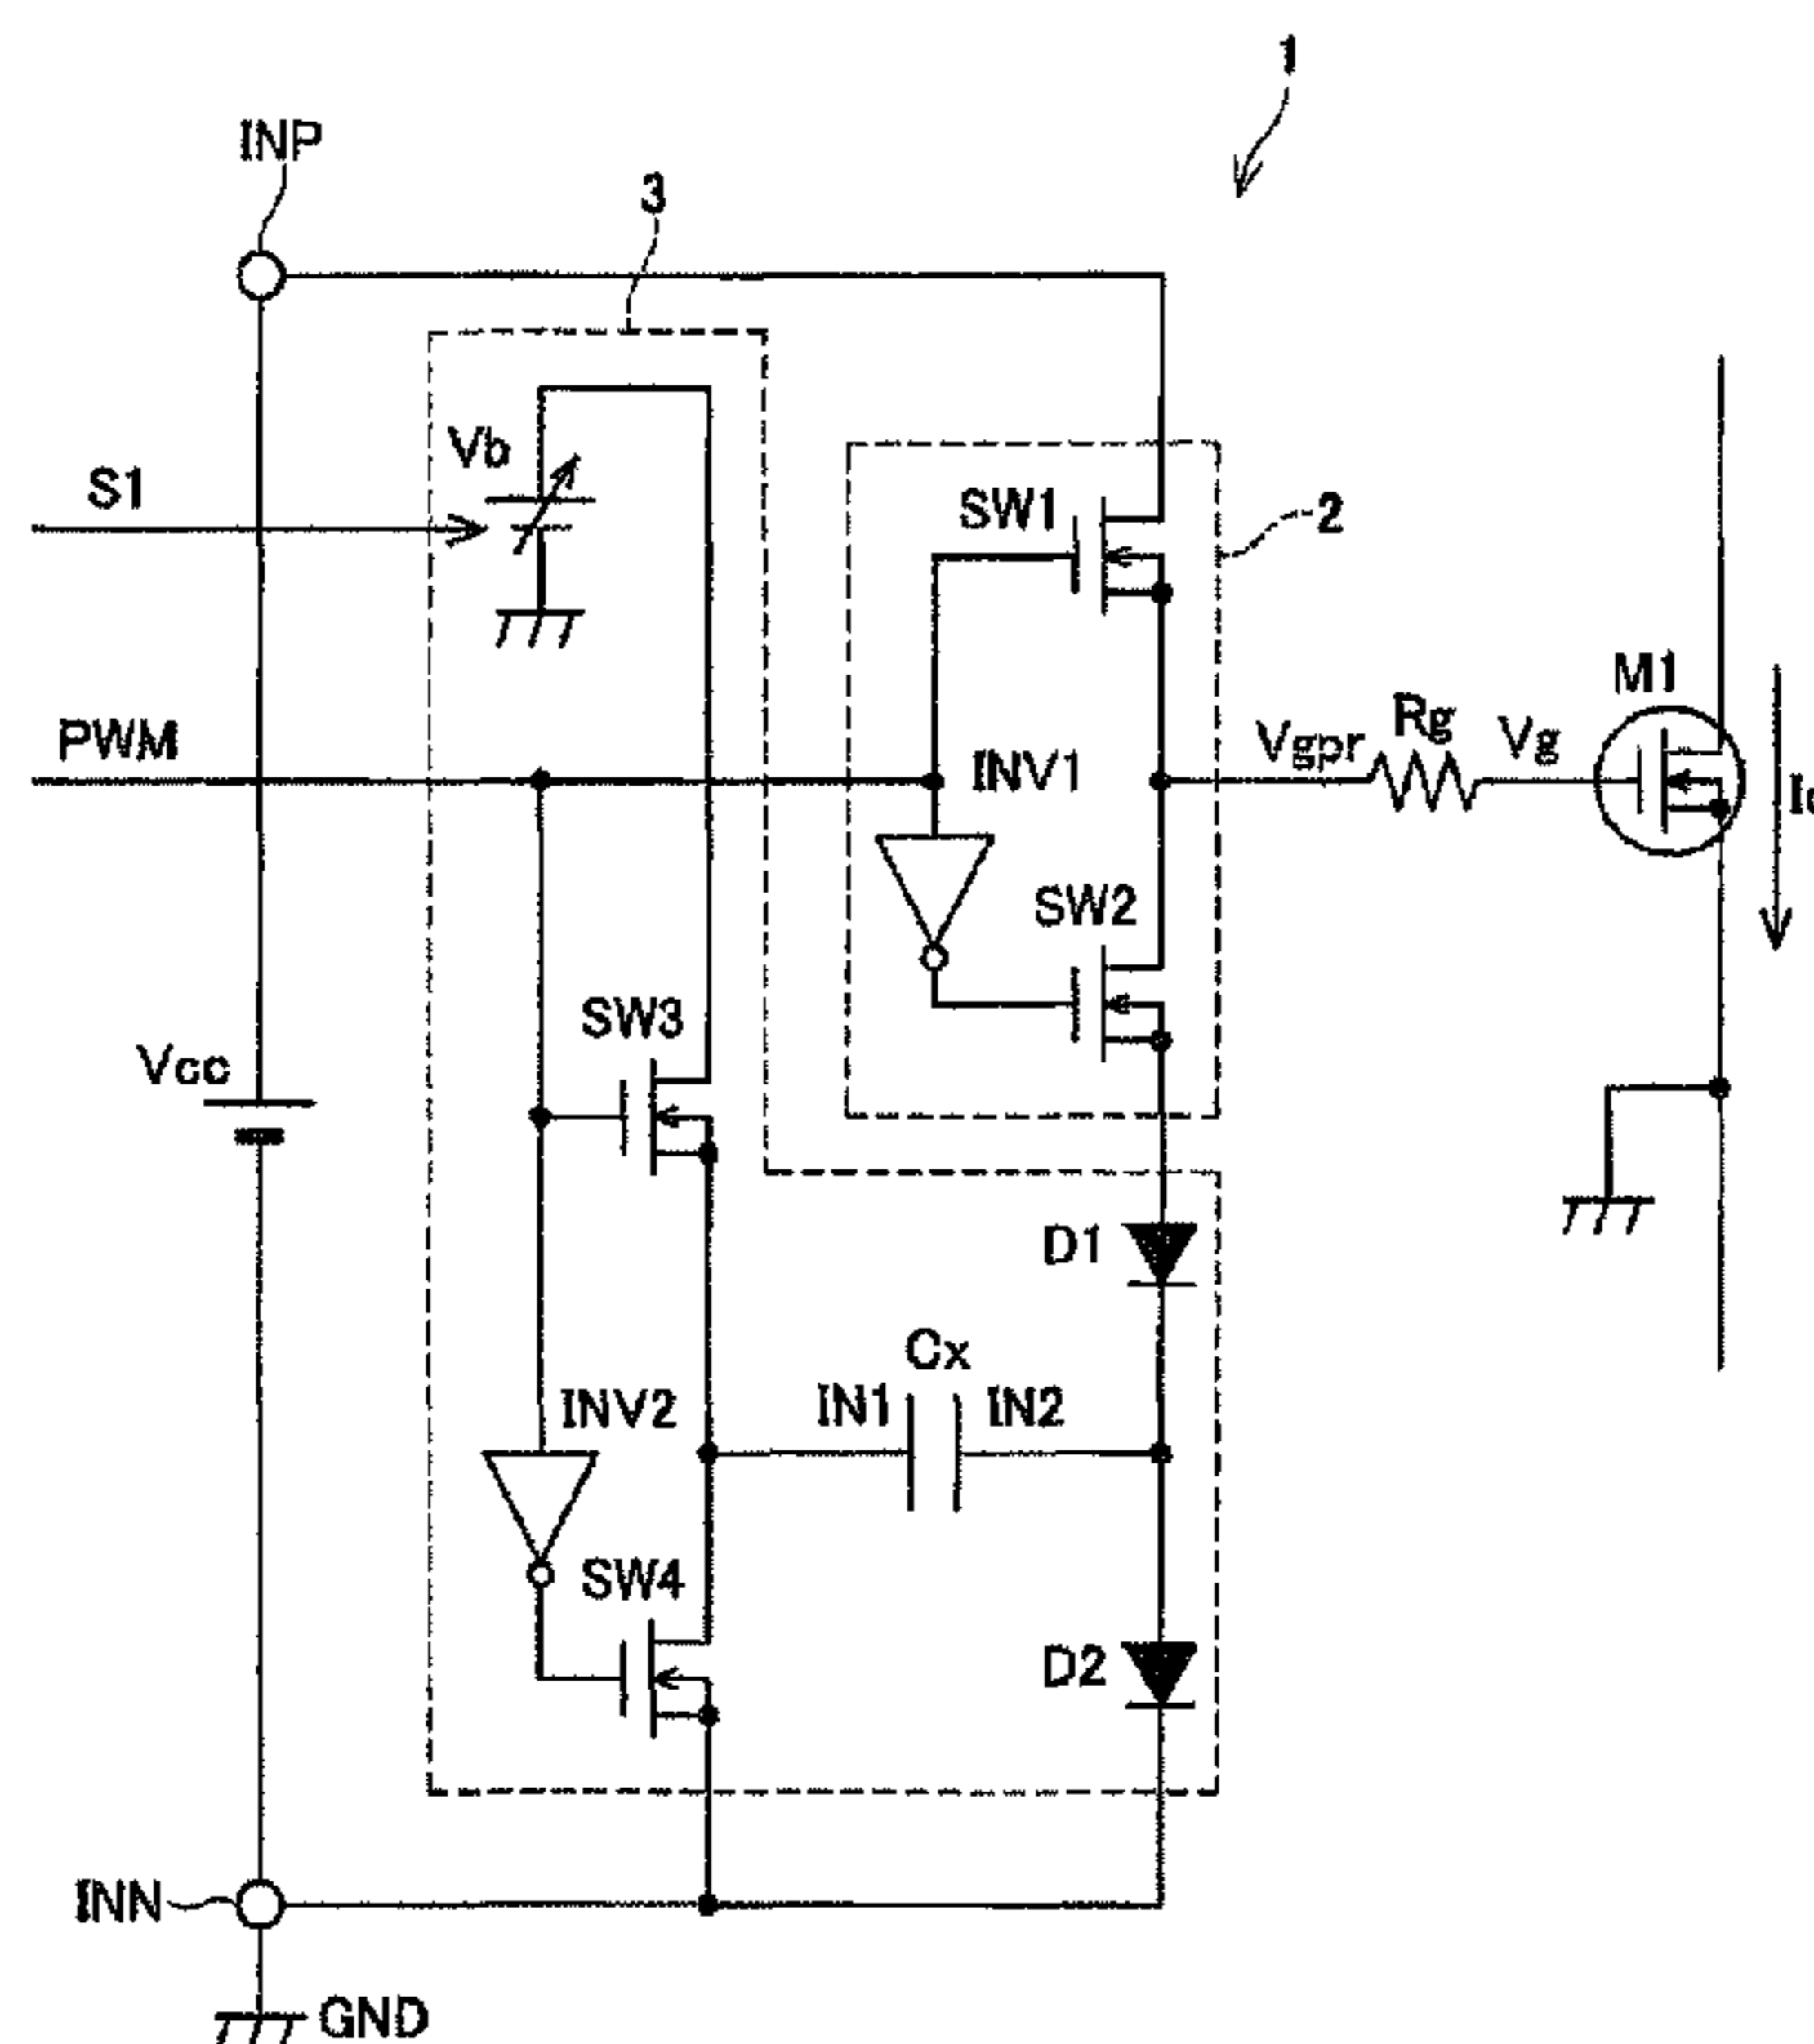 1
INP
3
Vb
S1
SW1
2
M1
PWM
Rg
Vgpr
Vg
INV1
SW2
SW3
Vcc
D1
Cx
IN1
IN2
INV2
SW4
D2
INN
GND